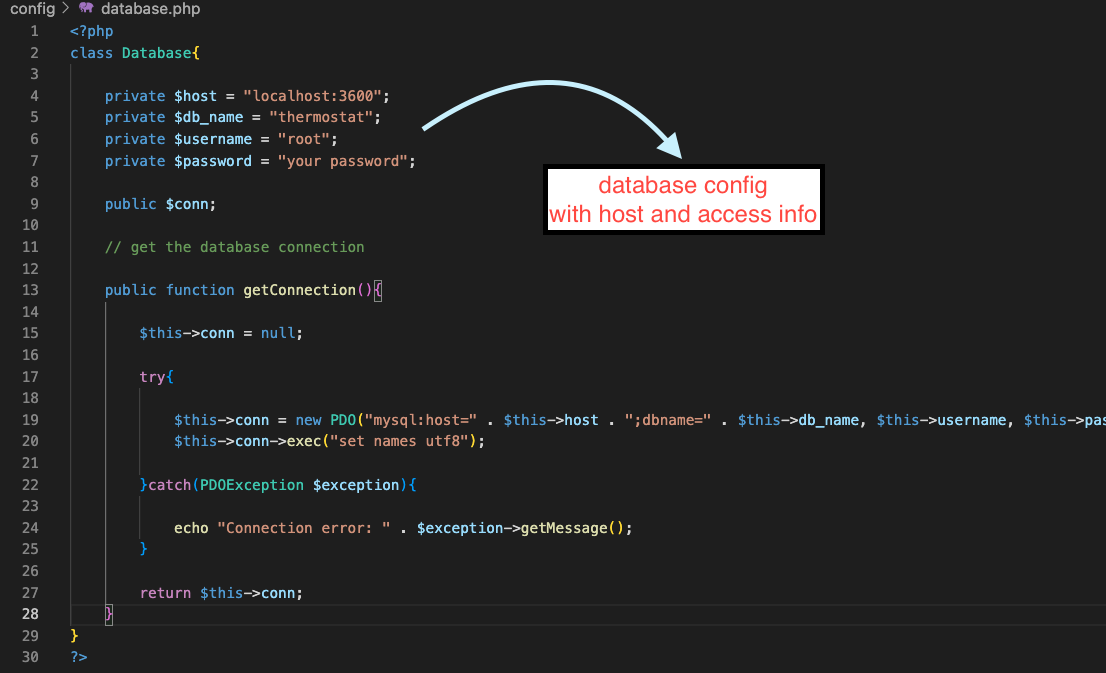 config > database.php
1 <?php
2 class Database{
3
4 private $host = "localhost:3600";
5 private $db_name = "thermostat";
6 private $username = "root";
7 private $password = "your password";
8
9 public $conn;
10
11 // get the database connection
12
13 public function getConnection(){
14
15 $this->conn = null;
16
17 try{
18
19 $this->conn = new PDO("mysql:host=" . $this->host . ";dbname=" . $this->db_name, $this->username, $this->pas
20 $this->conn->exec("set names utf8");
21
22 }catch(PDOException $exception){
23
24 echo "Connection error: " . $exception->getMessage();
25 }
26
27 return $this->conn;
28 }
29 }
30 ?>
database config
with host and access info